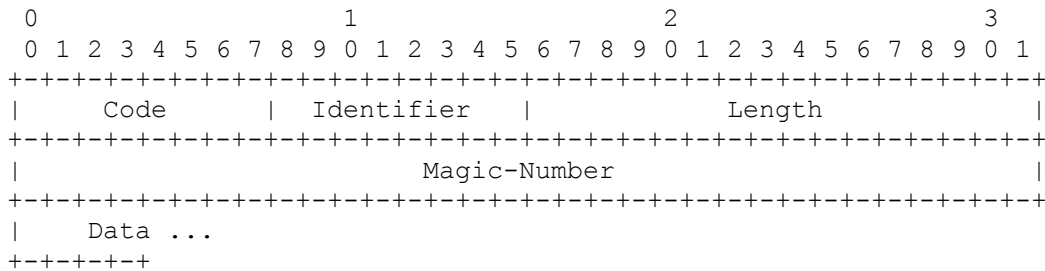 0                   1                   2                   3
 0 1 2 3 4 5 6 7 8 9 0 1 2 3 4 5 6 7 8 9 0 1 2 3 4 5 6 7 8 9 0 1
+-+-+-+-+-+-+-+-+-+-+-+-+-+-+-+-+-+-+-+-+-+-+-+-+-+-+-+-+-+-+-+-+
|     Code      |  Identifier   |            Length             |
+-+-+-+-+-+-+-+-+-+-+-+-+-+-+-+-+-+-+-+-+-+-+-+-+-+-+-+-+-+-+-+-+
|                         Magic-Number                          |
+-+-+-+-+-+-+-+-+-+-+-+-+-+-+-+-+-+-+-+-+-+-+-+-+-+-+-+-+-+-+-+-+
|    Data ...
+-+-+-+-+